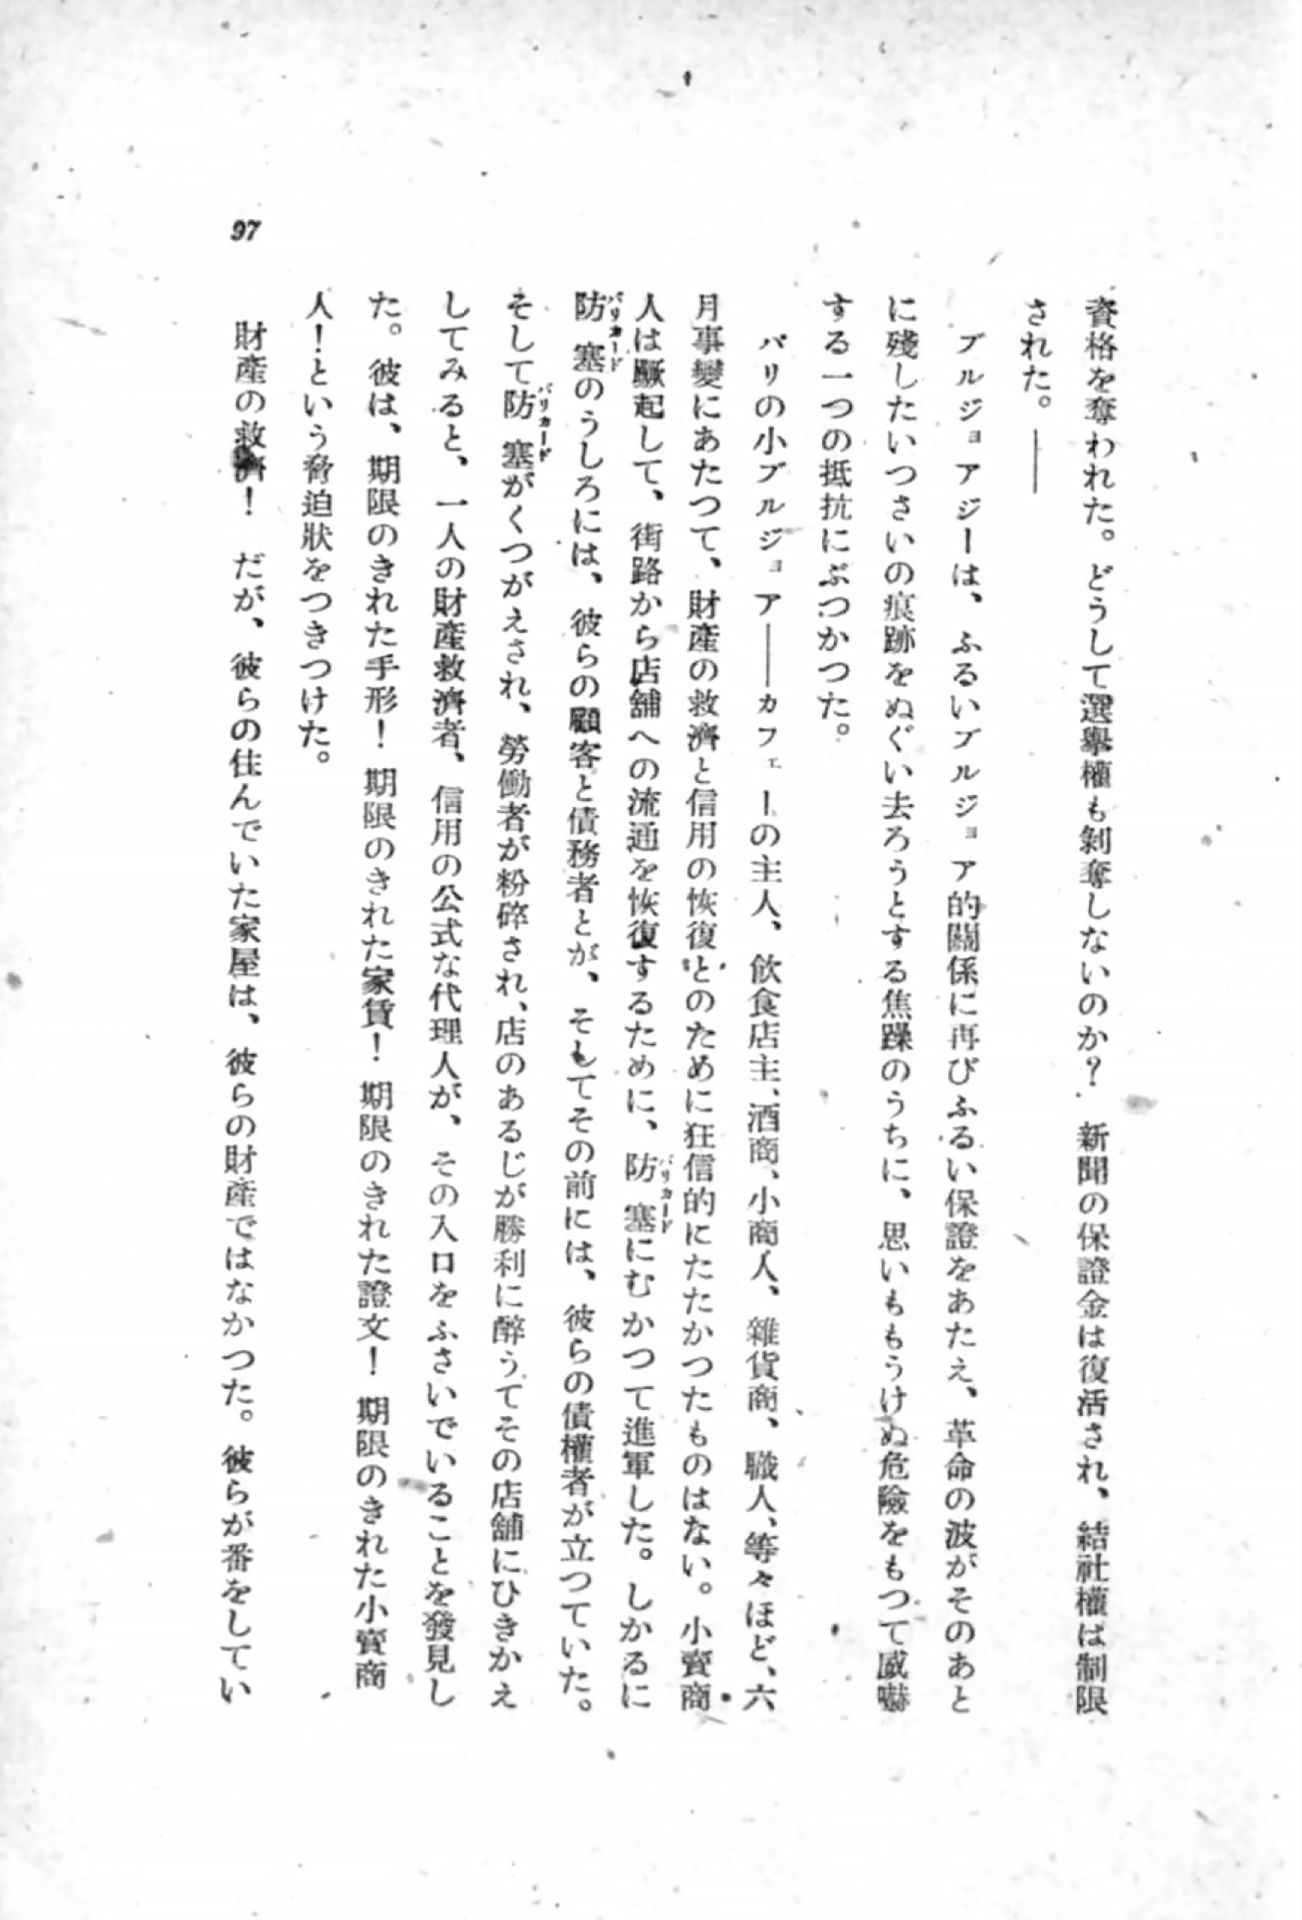 資格を奪われた。どうして選擧權も剝奪しないのか？ 新聞の保證金は復活され、結社權は制限
された。――
ブルジョアジーは、ふるいブルジョア的關係に再びふるい保證をあたえ、革命の波がそのあと
に殘したいつさいの痕跡をぬぐい去ろうとする焦躁のうちに、思いももうけぬ危險をもつて威嚇
する一つの抵抗にぶつかつた。
パリの小ブルジョア――カフェーの主人、飮食店主、酒商、小商人、雜貨商、職人、等々ほど、六
月事變にあたつて、財產の救濟と信用の恢復とのために狂信的にたたかつたものはない。小賣商
人は蹶起して、街路から店舖への流通を恢復するために、防塞バリカードにむかつて進軍した。しかるに
防塞バリカードのうしろには、彼らの顧客と債務者とが、そしてその前には、彼らの債權者が立つていた。
そして防塞バリカードがくつがえされ、勞働者が粉碎され、店のあるじが勝利に醉うてその店舖にひきかえ
してみると、一人の財產救濟者、信用の公式な代理人が、その入口をふさいでいることを發見し
た。彼は、期限のきれた手形！ 期限のきれた家賃！ 期限のきれた證文！ 期限のきれた小賣商
人！という脅迫狀をつきつけた。
財產の救濟！ だが、彼らの住んでいた家屋は、彼らの財產ではなかつた。彼らが番をしてい
97